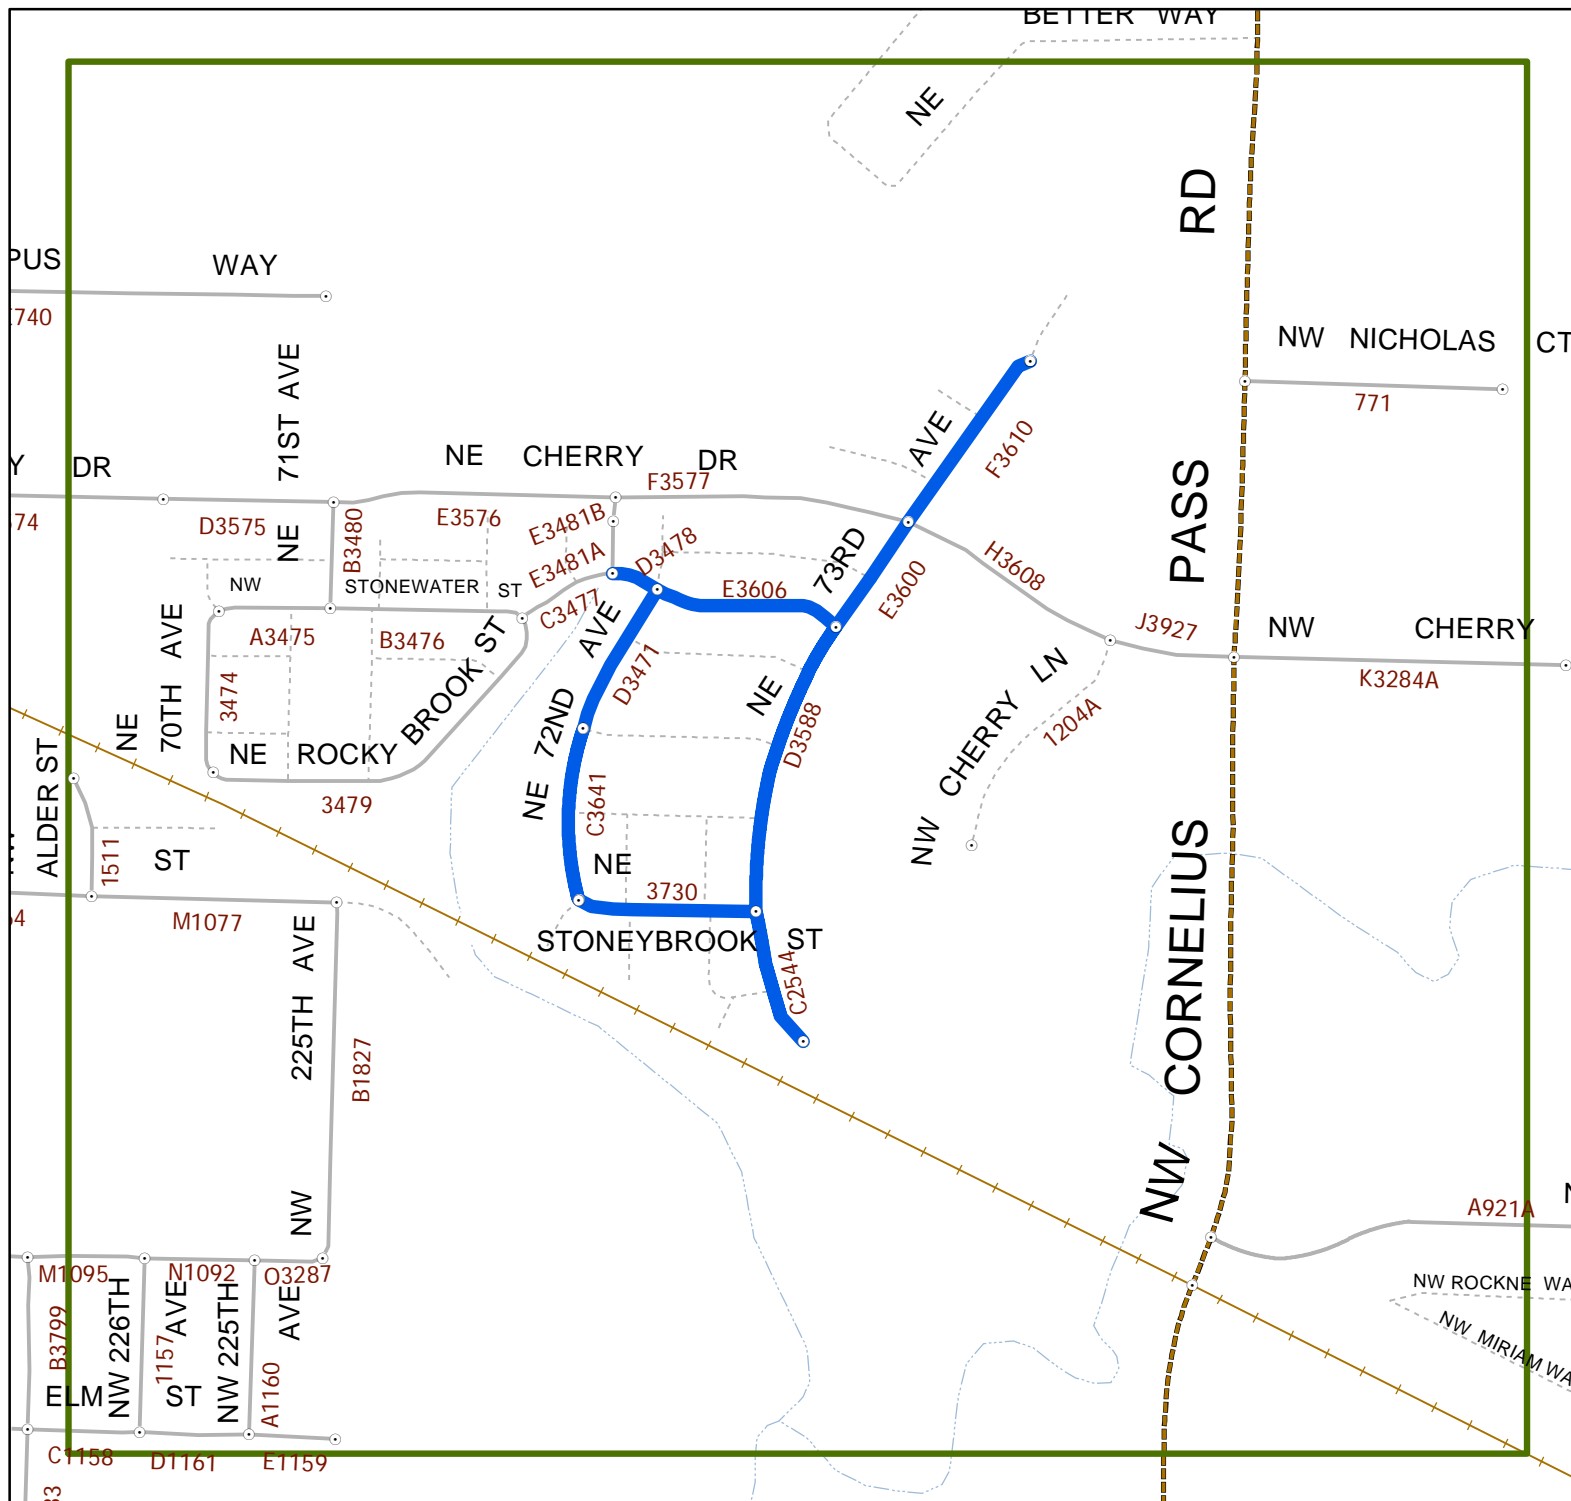 BETTER WAY
NE
RD
PUS WAY
740
NW NICHOLAS CT
771
71ST AVE
NE
Y DR
NE CHERRY DR
F3577
AVE
F3610
74
D3575
B3480
E3576
E3481B
E3481A
D3478
PASS
73RD
H3608
E3600
NW STONEWATER ST
C3477
E3606
J3927
NW CHERRY
K3284A
A3475
B3476
AVE
70TH
NE
3474
BROOK ST
NE ROCKY
3479
NE 72ND AVE
D3471
NE
D3588
C3641
NW CHERRY LN
1204A
ALDER ST
1511
ST
M1077
54
NE
3730
STONEYBROOK ST
C2544
CORNELIUS
NW
225TH AVE
NW
B1827
A921A
NW ROCKNE WA
NW MIRIAM WA
M1095
N1092
O3287
B3799
NW 226TH AVE
1157
NW 225TH AVE
A1160
ELM ST
C1158
D1161
E1159